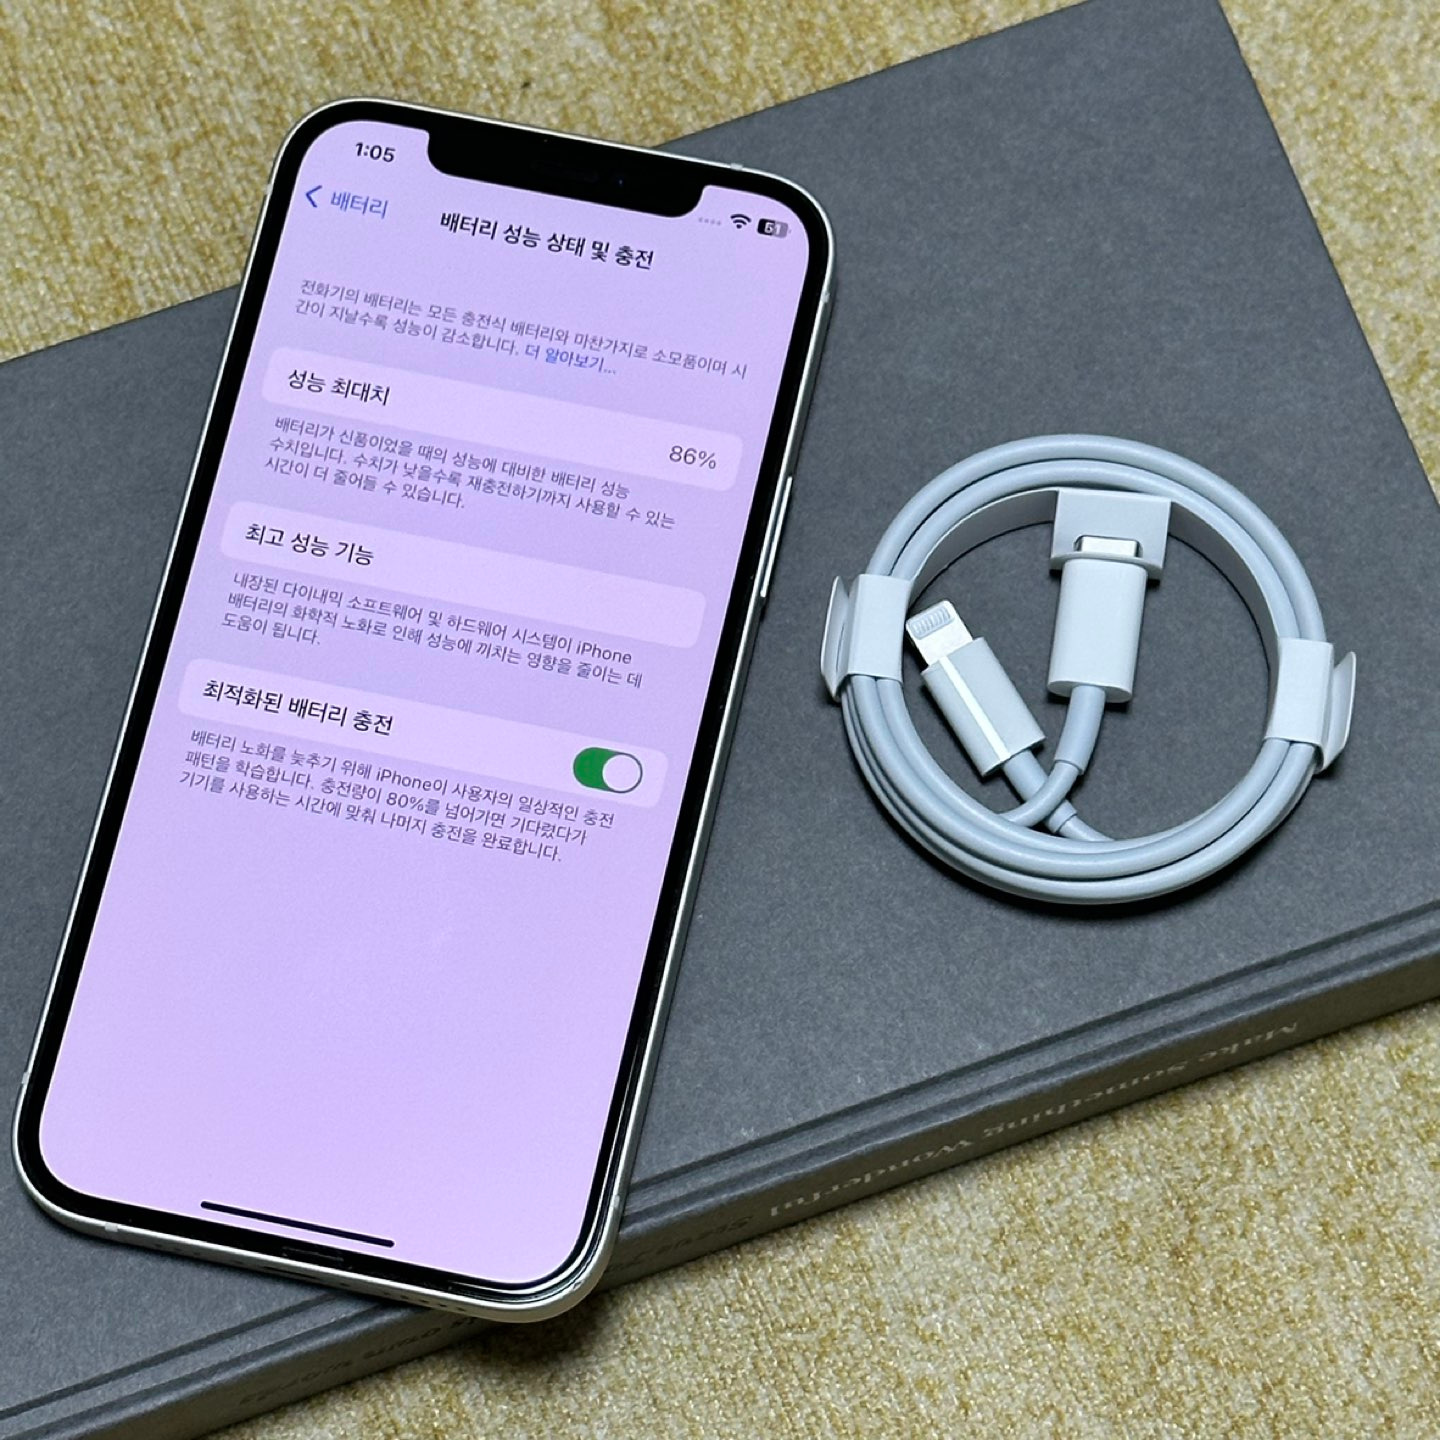 1:05
61
배터리
배터리 성능 상태 및 충전
전화기의 배터리는 모든 충전식 배터리와 마찬가지로 소모품이며 시
간이 지날수록 성능이 감소합니다. 더 알아보기...
성능 최대치
86%
배터리가 신품이었을 때의 성능에 대비한 배터리 성능
수치입니다. 수치가 낮을수록 재충전하기까지 사용할 수 있는
시간이 더 줄어들 수 있습니다.
최고 성능 기능
내장된 다이내믹 소프트웨어 및 하드웨어 시스템이 iPhone
배터리의 화학적 노화로 인해 성능에 끼치는 영향을 줄이는 데
도움이 됩니다.
최적화된 배터리 충전
배터리 노화를 늦추기 위해 iPhone이 사용자의 일상적인 충전
패턴을 학습합니다. 충전량이 80%를 넘어가면 기다렸다가
기기를 사용하는 시간에 맞춰 나머지 충전을 완료합니다.
Make Something Wonderful